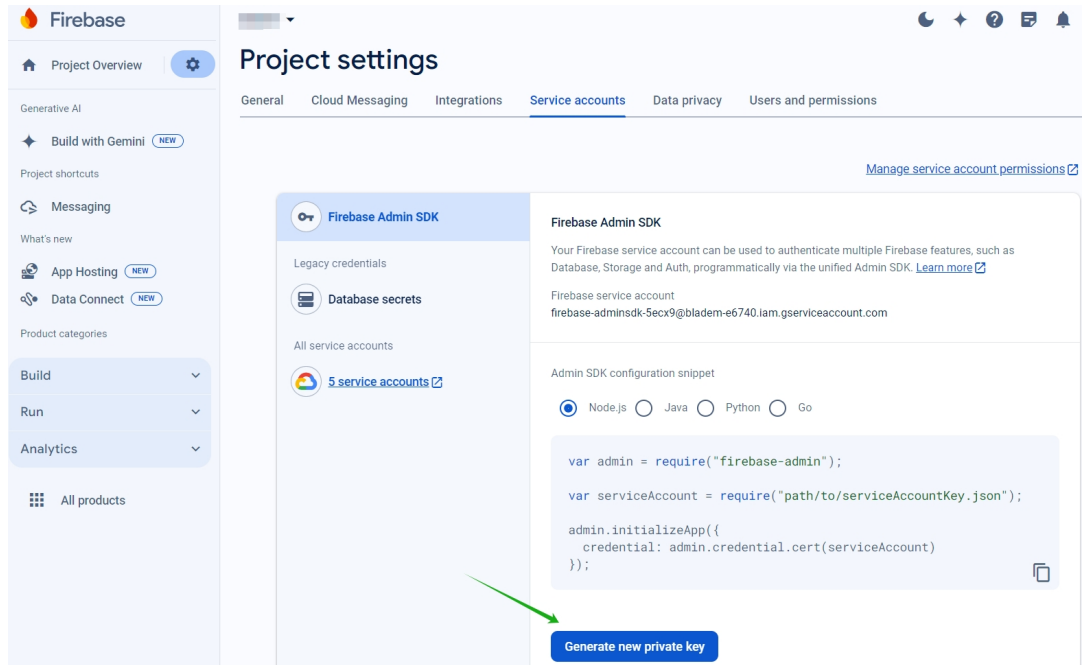 Firebase
Project Overview
Generative AI
Build with Gemini NEW
Project shortcuts
Messaging
What's new
App Hosting NEW
Data Connect NEW
Product categories
Build
Run
Analytics
All products
Project settings
General Cloud Messaging Integrations Service accounts Data privacy Users and permissions
Manage service account permissions
Firebase Admin SDK
Legacy credentials
Database secrets
All service accounts
5 service accounts
Firebase Admin SDK
Your Firebase service account can be used to authenticate multiple Firebase features, such as
Database, Storage and Auth, programmatically via the unified Admin SDK. Learn more
Firebase service account
firebase-adminsdk-5ecx9@bladem-e6740.iam.gserviceaccount.com
Admin SDK configuration snippet
Node.js Java Python Go
var admin = require("firebase-admin");
var serviceAccount = require("path/to/serviceAccountKey.json");
admin.initializeApp({
  credential: admin.credential.cert(serviceAccount)
});
Generate new private key